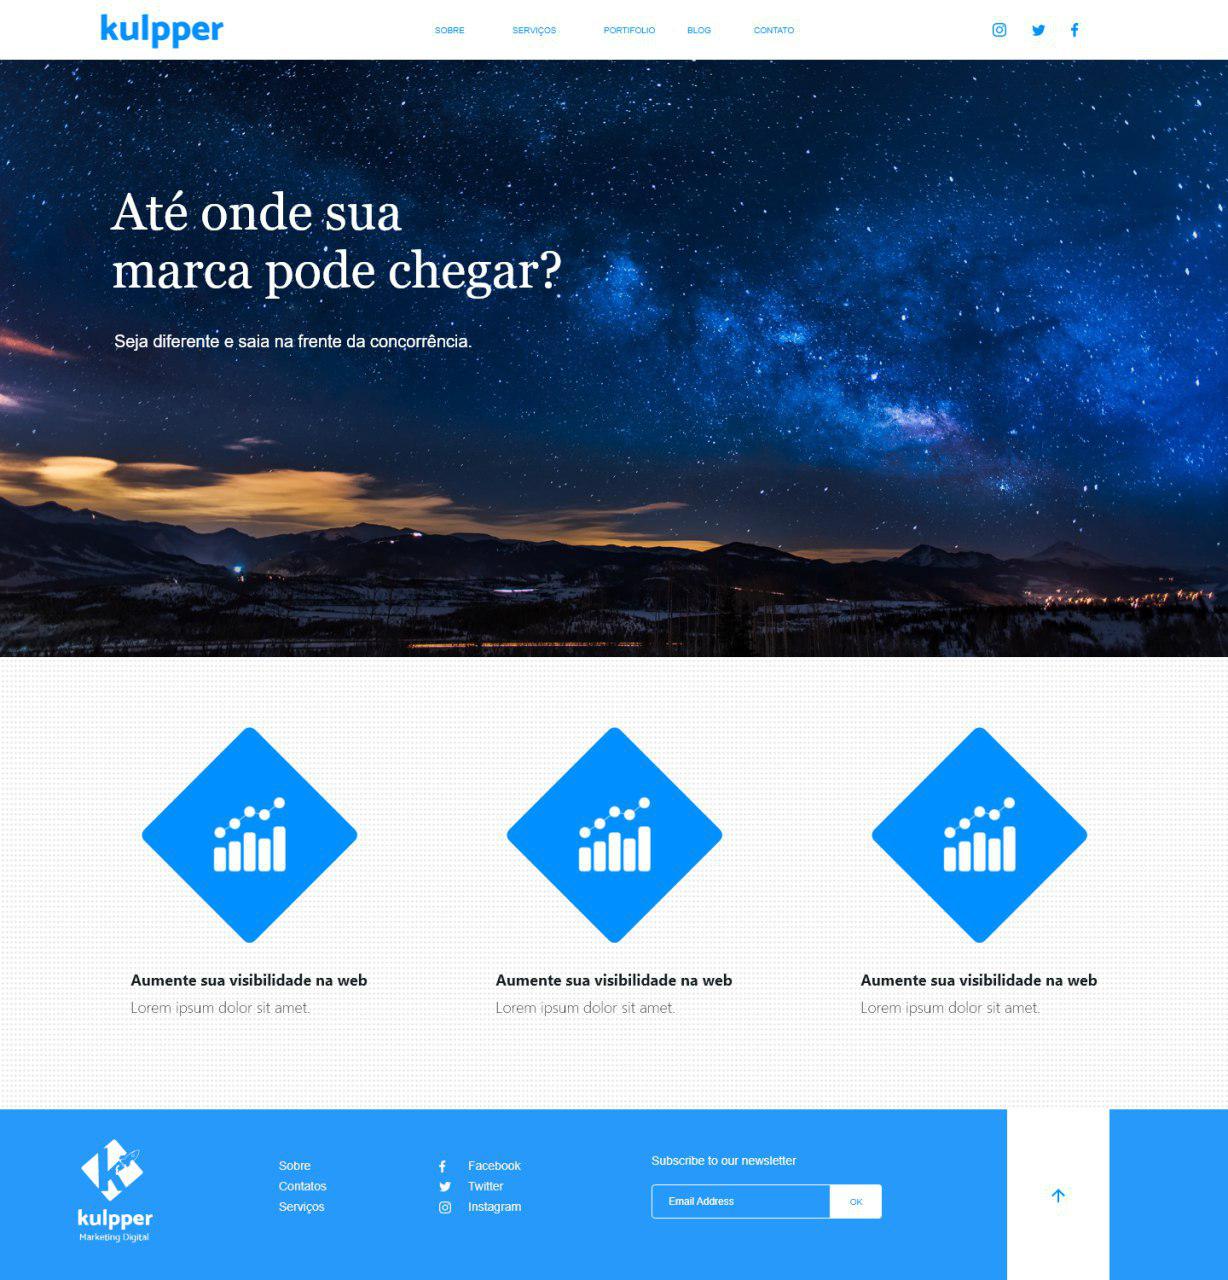 kulpper
SOBRE SERVIÇOS PORTIFOLIO BLOG CONTATO
Até onde sua
marca pode chegar?
Seja diferente e saia na frente da conçorrência.
Aumente sua visibilidade na web
Lorem ipsum dolor sit amet.
Aumente sua visibilidade na web
Lorem ipsum dolor sit amet.
Aumente sua visibilidade na web
Lorem ipsum dolor sit amet.
kulpper
Marketing Digital
Sobre
Contatos
Serviços
Facebook
Twitter
Instagram
Subscribe to our newsletter
Email Address OK